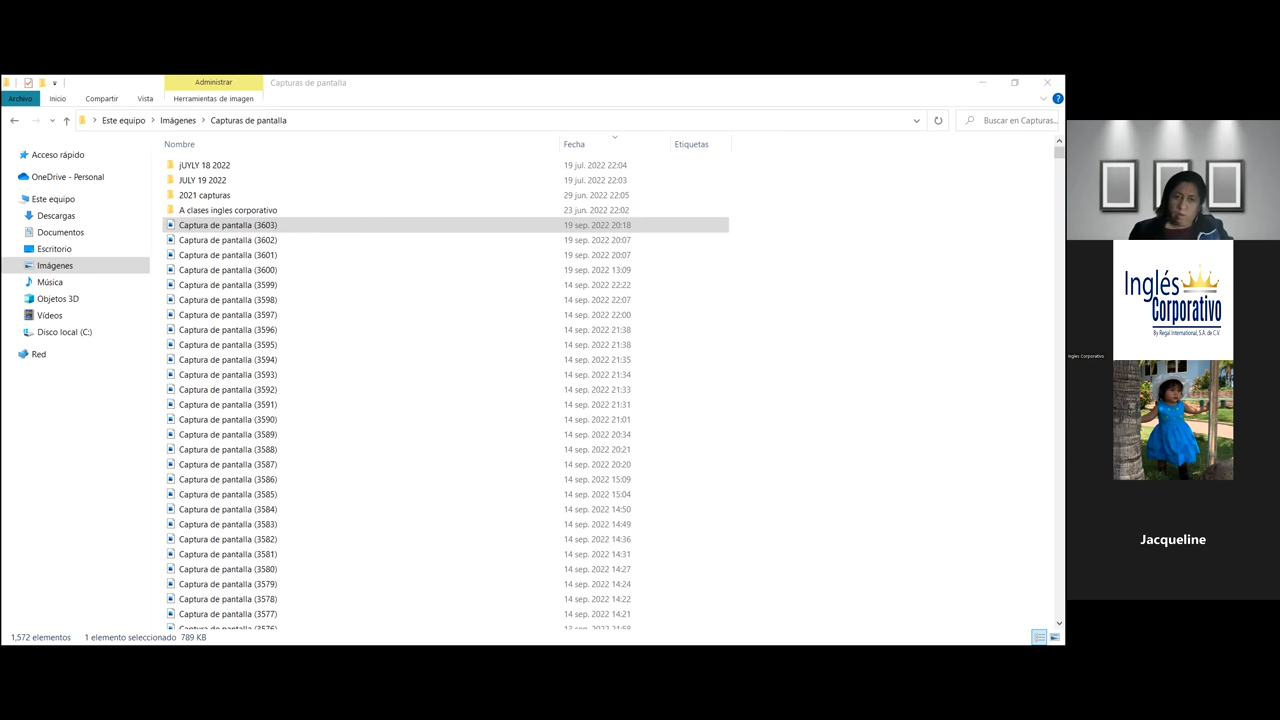 Administrar
Capturas de pantalla
Archivo Inicio Compartir Vista Herramientas de imagen
Este equipo Imágenes Capturas de pantalla
Buscar en Capturas...
Nombre Fecha Etiquetas
Acceso rápido
OneDrive - Personal
Este equipo
Descargas
Documentos
Escritorio
Imágenes
Música
Objetos 3D
Vídeos
Disco local (C:)
Red
jUYLY 18 2022 19 jul. 2022 22:04
JULY 19 2022 19 jul. 2022 22:03
2021 capturas 29 jun. 2022 22:05
A clases ingles corporativo 23 jun. 2022 22:02
Captura de pantalla (3603) 19 sep. 2022 20:18
Captura de pantalla (3602) 19 sep. 2022 20:07
Captura de pantalla (3601) 19 sep. 2022 20:07
Captura de pantalla (3600) 19 sep. 2022 13:09
Captura de pantalla (3599) 14 sep. 2022 22:22
Captura de pantalla (3598) 14 sep. 2022 22:07
Captura de pantalla (3597) 14 sep. 2022 22:00
Captura de pantalla (3596) 14 sep. 2022 21:38
Captura de pantalla (3595) 14 sep. 2022 21:38
Captura de pantalla (3594) 14 sep. 2022 21:35
Captura de pantalla (3593) 14 sep. 2022 21:34
Captura de pantalla (3592) 14 sep. 2022 21:33
Captura de pantalla (3591) 14 sep. 2022 21:31
Captura de pantalla (3590) 14 sep. 2022 21:01
Captura de pantalla (3589) 14 sep. 2022 20:34
Captura de pantalla (3588) 14 sep. 2022 20:21
Captura de pantalla (3587) 14 sep. 2022 20:20
Captura de pantalla (3586) 14 sep. 2022 15:09
Captura de pantalla (3585) 14 sep. 2022 15:04
Captura de pantalla (3584) 14 sep. 2022 14:50
Captura de pantalla (3583) 14 sep. 2022 14:49
Captura de pantalla (3582) 14 sep. 2022 14:36
Captura de pantalla (3581) 14 sep. 2022 14:31
Captura de pantalla (3580) 14 sep. 2022 14:27
Captura de pantalla (3579) 14 sep. 2022 14:24
Captura de pantalla (3578) 14 sep. 2022 14:22
Captura de pantalla (3577) 14 sep. 2022 14:21
Captura de pantalla (3576) 13 sep. 2022 21:58
1,572 elementos 1 elemento seleccionado 789 KB
Inglés
Corporativo
By Regal International, S.A. de C.V.
Ingles Corporativo
Jacqueline